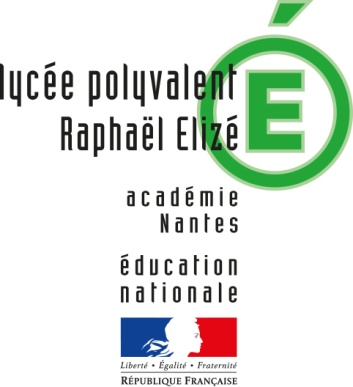 lycée polyvalent
Raphaël Elizé
É
académie
Nantes
éducation
nationale
Liberté • Égalité • Fraternité
RÉPUBLIQUE FRANÇAISE